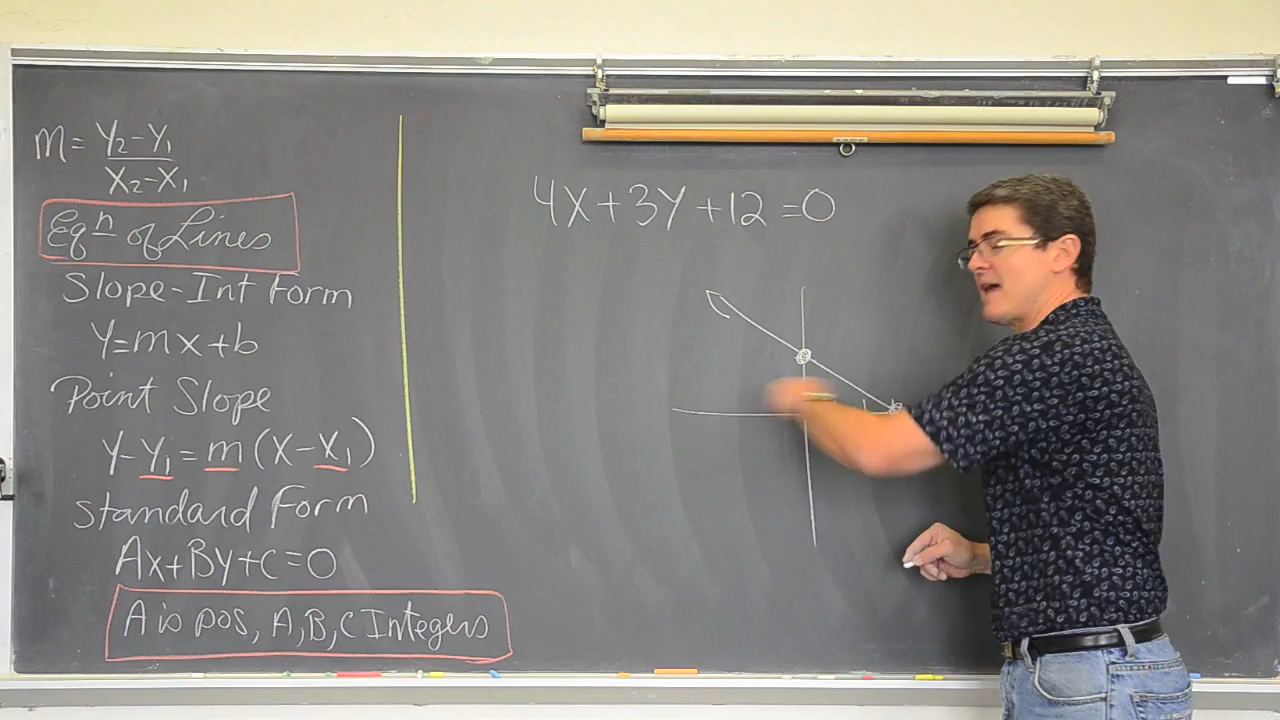 m = Y₂-Y₁
X₂-X₁
Eqn of Lines
Slope-Int Form
Y=mx+b
Point Slope
Y-Y₁=m(X-X₁)
Standard Form
Ax+By+C=0
A is pos, A,B,C Integers
4X+3Y+12=0